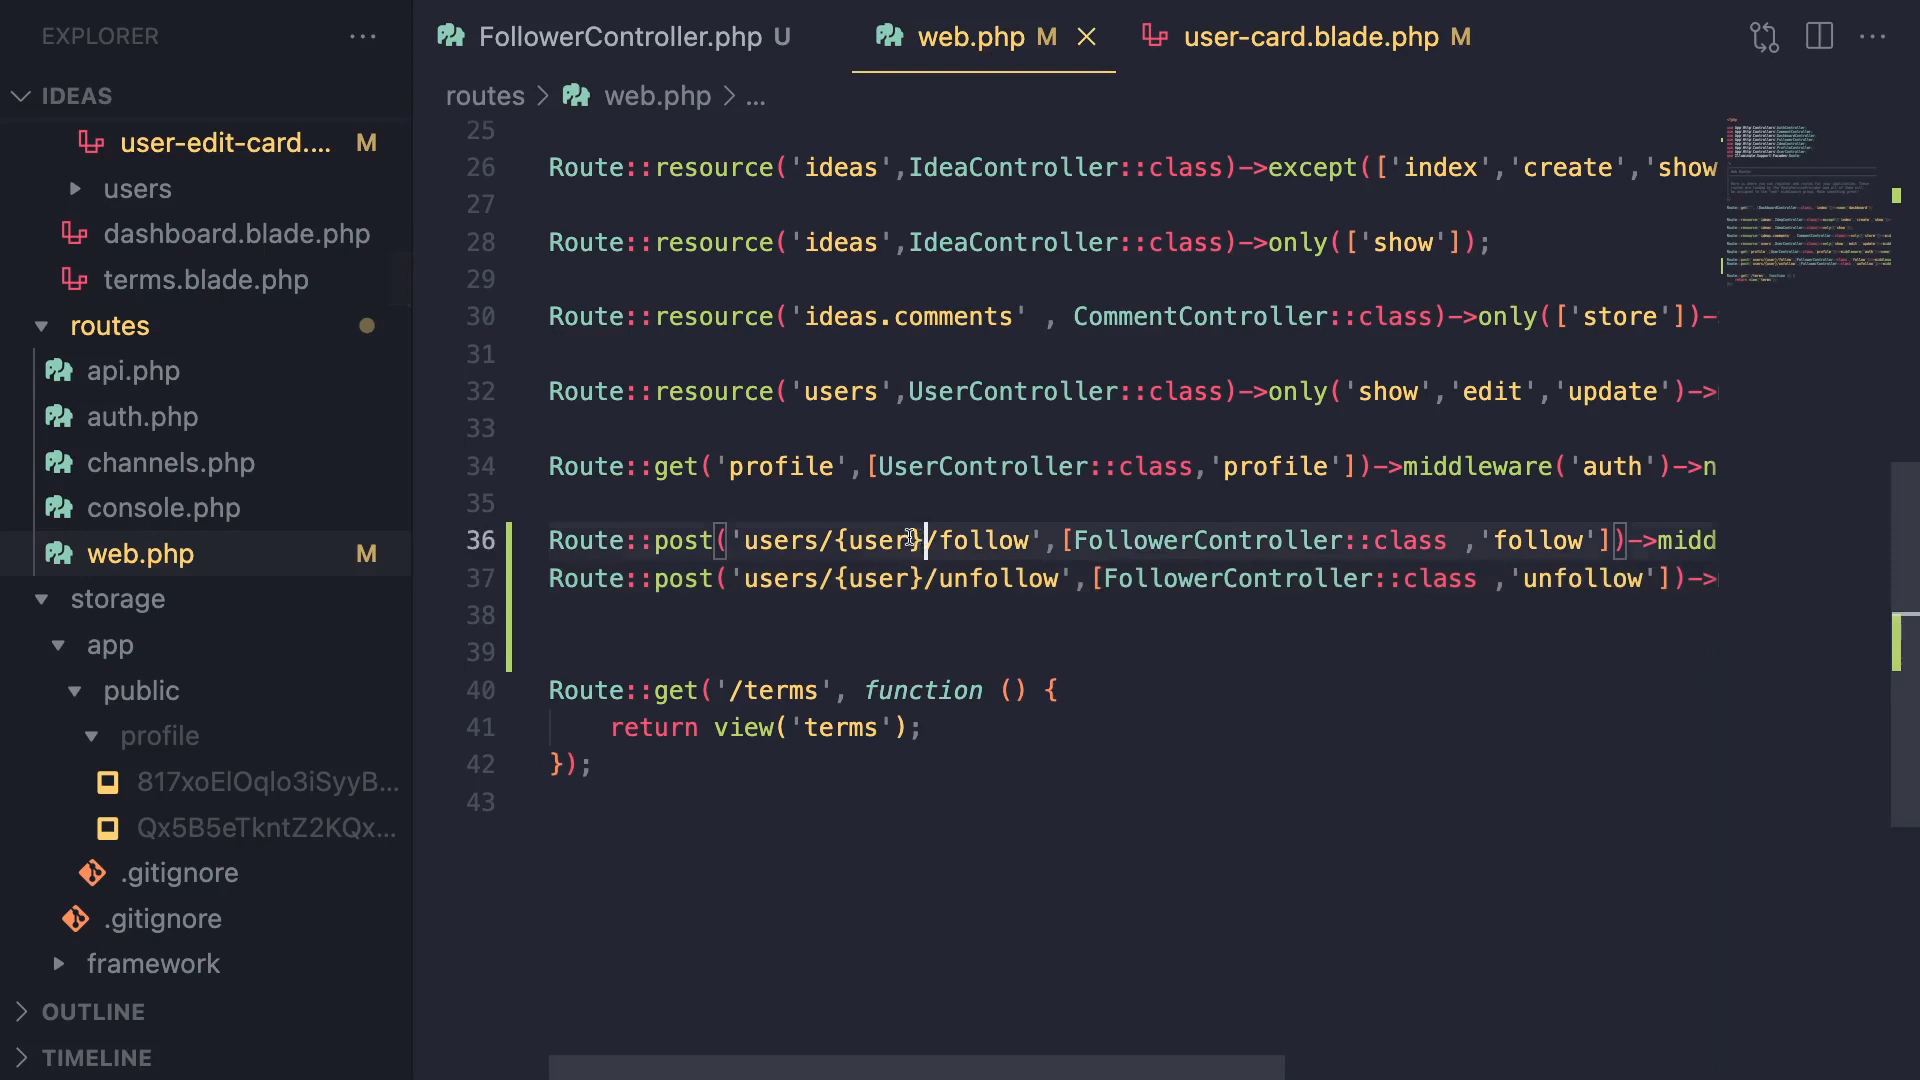 EXPLORER
IDEAS
user-edit-card.... M
users
dashboard.blade.php
terms.blade.php
routes
api.php
auth.php
channels.php
console.php
web.php M
storage
app
public
profile
817xoElOqlo3iSyyB...
Qx5B5eTkntZ2KQx...
.gitignore
.gitignore
framework
OUTLINE
TIMELINE
FollowerController.php U
web.php M
user-card.blade.php M
routes > web.php > ...
25
26 Route::resource('ideas',IdeaController::class)->except(['index','create','show
27
28 Route::resource('ideas',IdeaController::class)->only(['show']);
29
30 Route::resource('ideas.comments' , CommentController::class)->only(['store'])-
31
32 Route::resource('users',UserController::class)->only('show','edit','update')->
33
34 Route::get('profile',[UserController::class,'profile'])->middleware('auth')->n
35
36 Route::post('users/{user}/follow',[FollowerController::class ,'follow'])->midd
37 Route::post('users/{user}/unfollow',[FollowerController::class ,'unfollow'])->
38
39
40 Route::get('/terms', function () {
41 return view('terms');
42 });
43